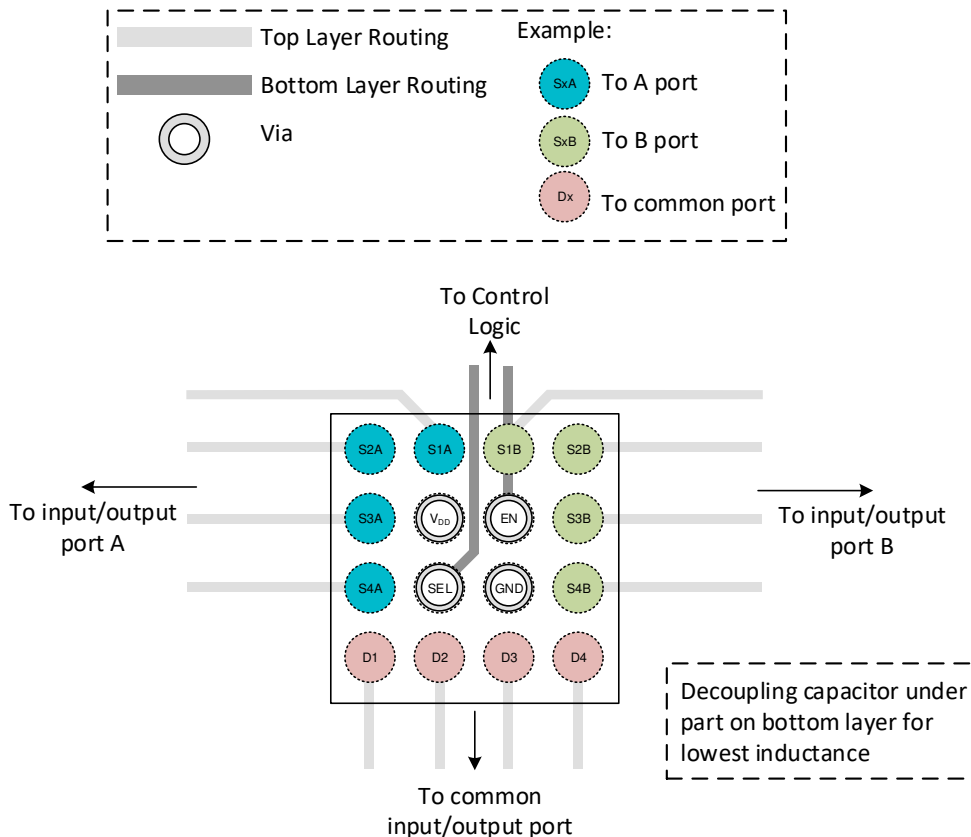 Top Layer Routing
Bottom Layer Routing
Via
Example:
SxA To A port
SxB To B port
Dx To common port
To Control
Logic
S2A S1A S1B S2B
S3A VDD EN S3B
S4A SEL GND S4B
D1 D2 D3 D4
To input/output
port A
To input/output
port B
To common
input/output port
Decoupling capacitor under
part on bottom layer for
lowest inductance